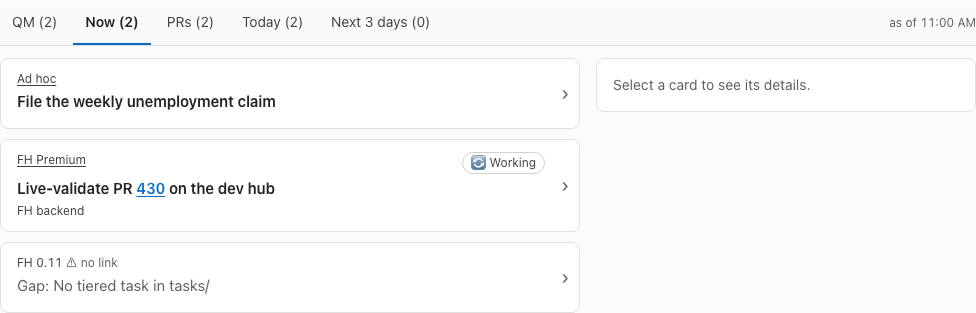 QM (2) Now (2) PRs (2) Today (2) Next 3 days (0) as of 11:00 AM
Ad hoc
File the weekly unemployment claim
Select a card to see its details.
FH Premium
Working
Live-validate PR 430 on the dev hub
FH backend
FH 0.11 ⚠ no link
Gap: No tiered task in tasks/